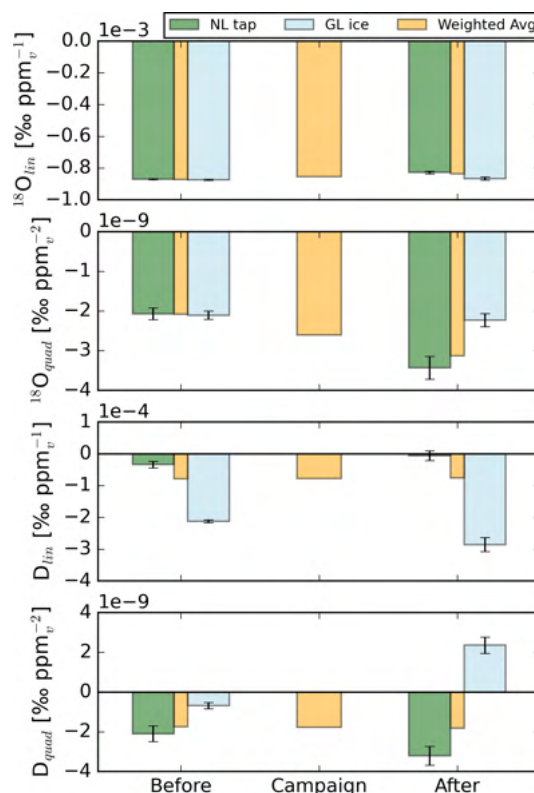 NL tap GL ice Weighted Avg
1e−3
0.0
−0.2
−0.4
−0.6
−0.8
−1.0
¹⁸O_lin [‰ ppm_v⁻¹]
1e−9
0
−1
−2
−3
−4
¹⁸O_quad [‰ ppm_v⁻²]
1e−4
1
0
−1
−2
−3
−4
D_lin [‰ ppm_v⁻¹]
1e−9
4
2
0
−2
−4
D_quad [‰ ppm_v⁻²]
Before Campaign After